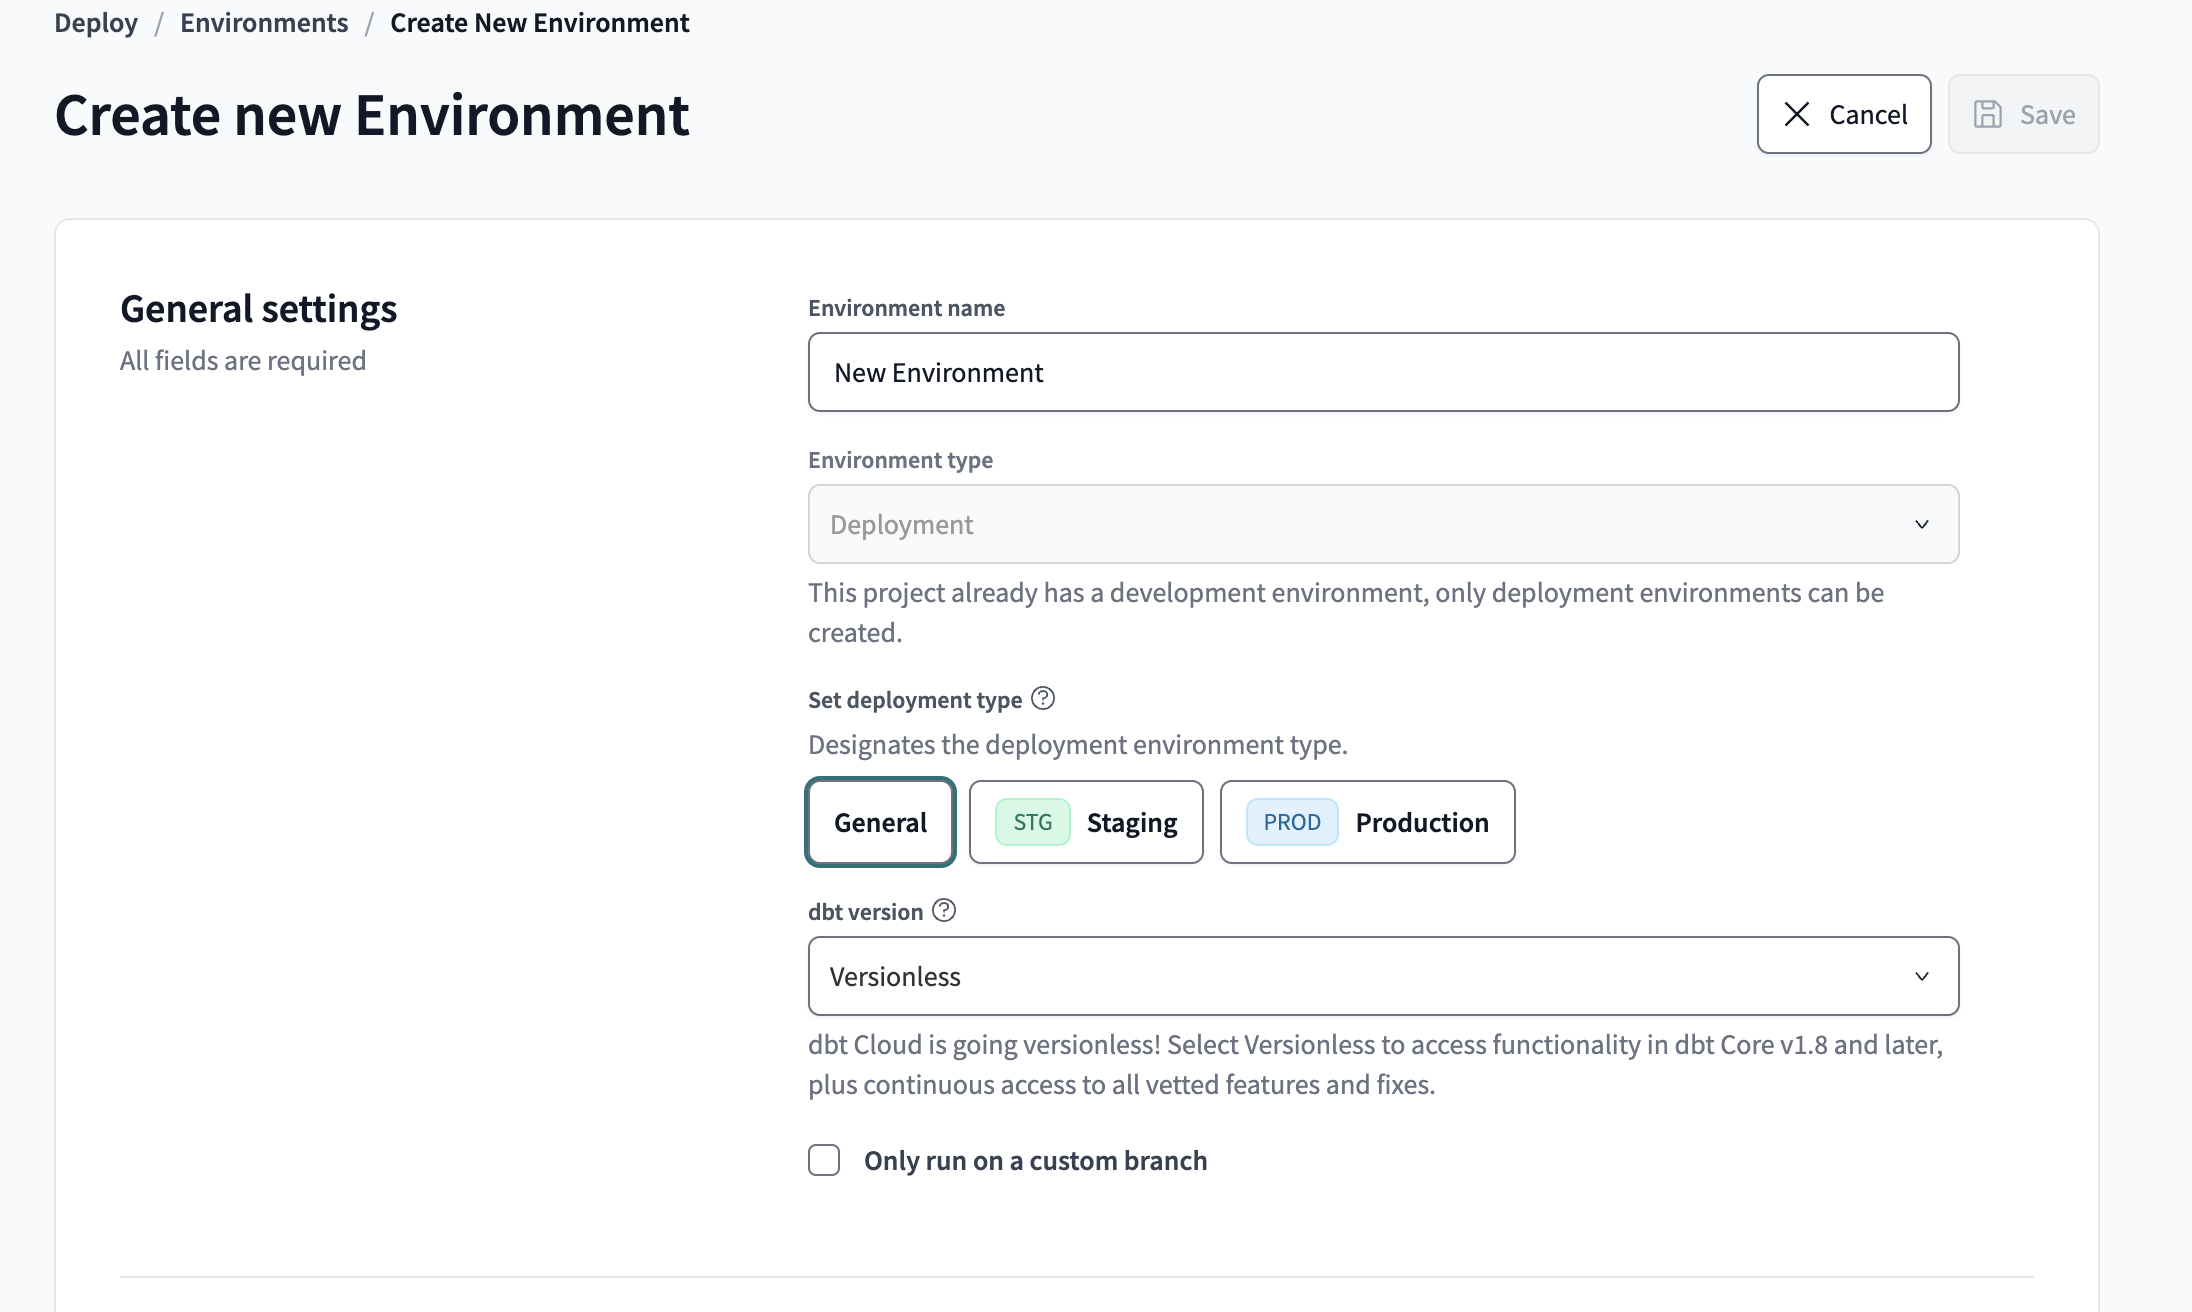 Deploy / Environments / Create New Environment
Create new Environment
Cancel
Save
General settings
All fields are required
Environment name
New Environment
Environment type
Deployment
This project already has a development environment, only deployment environments can be
created.
Set deployment type
Designates the deployment environment type.
General
STG Staging
PROD Production
dbt version
Versionless
dbt Cloud is going versionless! Select Versionless to access functionality in dbt Core v1.8 and later,
plus continuous access to all vetted features and fixes.
Only run on a custom branch